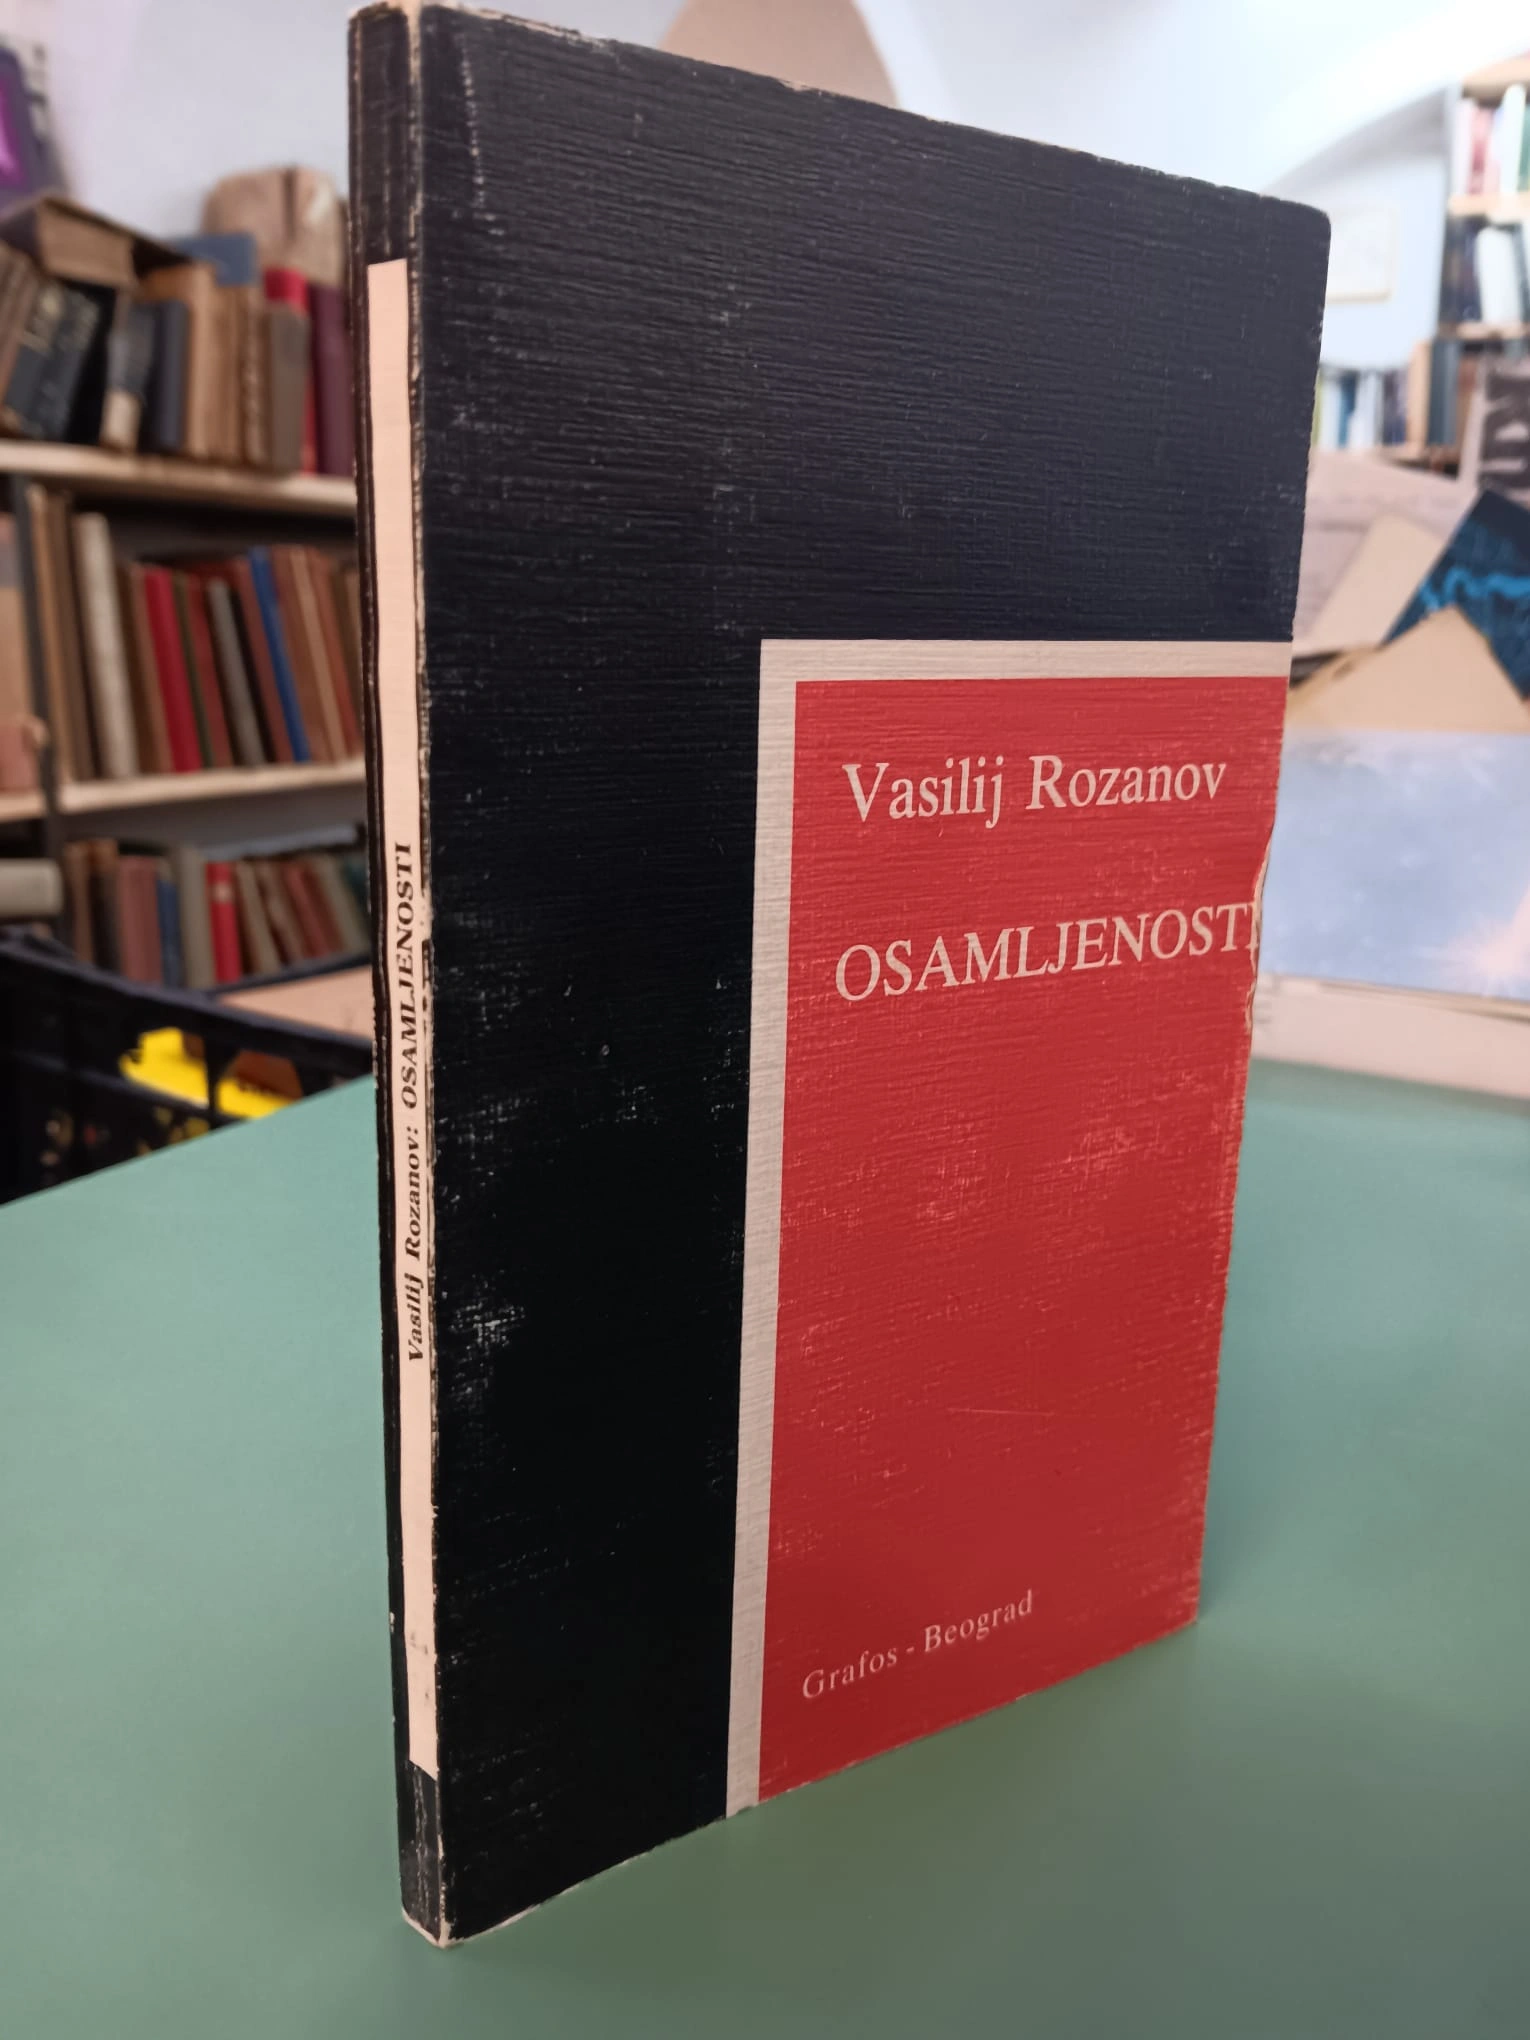 Vasilij Rozanov: OSAMLJENOSTI
Vasilij Rozanov
OSAMLJENOSTI
Grafos - Beograd